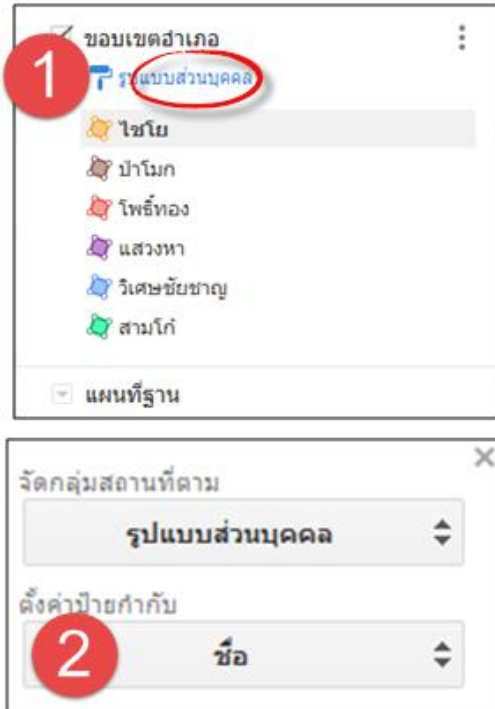 ขอบเขตอำเภอ
1
รูปแบบส่วนบุคคล
ไชโย
ป่าโมก
โพธิ์ทอง
แสวงหา
วิเศษชัยชาญ
สามโก้
แผนที่ฐาน
จัดกลุ่มสถานที่ตาม
รูปแบบส่วนบุคคล
ตั้งค่าป้ายกำกับ
2
ชื่อ